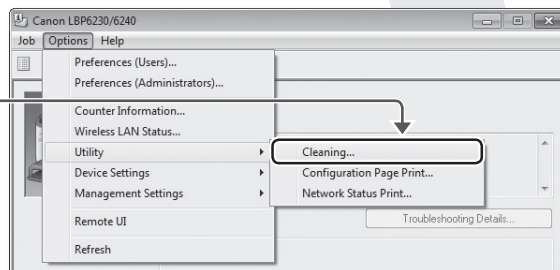 Canon LBP6230/6240
Job Options Help
Preferences (Users)...
Preferences (Administrators)...
Counter Information...
Wireless LAN Status...
Utility
Cleaning...
Device Settings
Configuration Page Print...
Management Settings
Network Status Print...
Remote UI
Troubleshooting Details...
Refresh